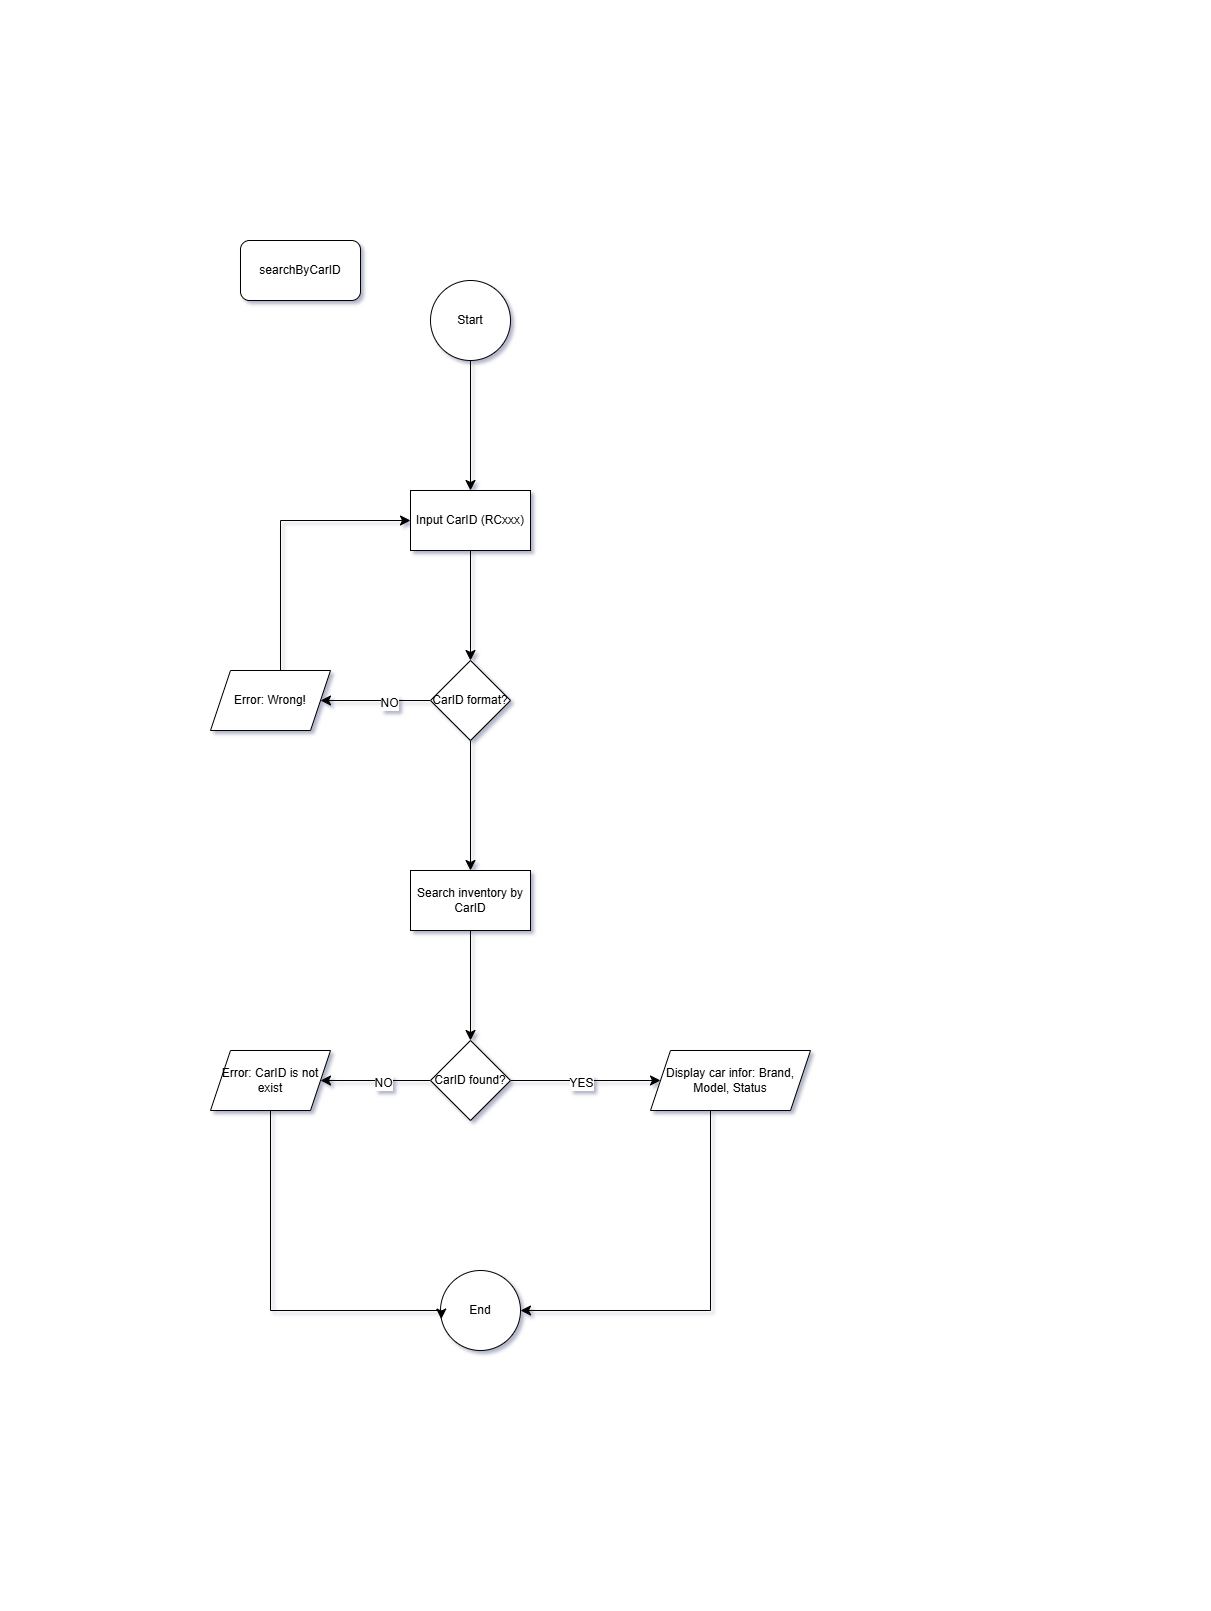 searchByCarID
Start
Input CarID (RCxxx)
Error: Wrong!
NO
CarID format?
Search inventory by
CarID
Error: CarID is not
exist
NO
CarID found?
YES
Display car infor: Brand,
Model, Status
End